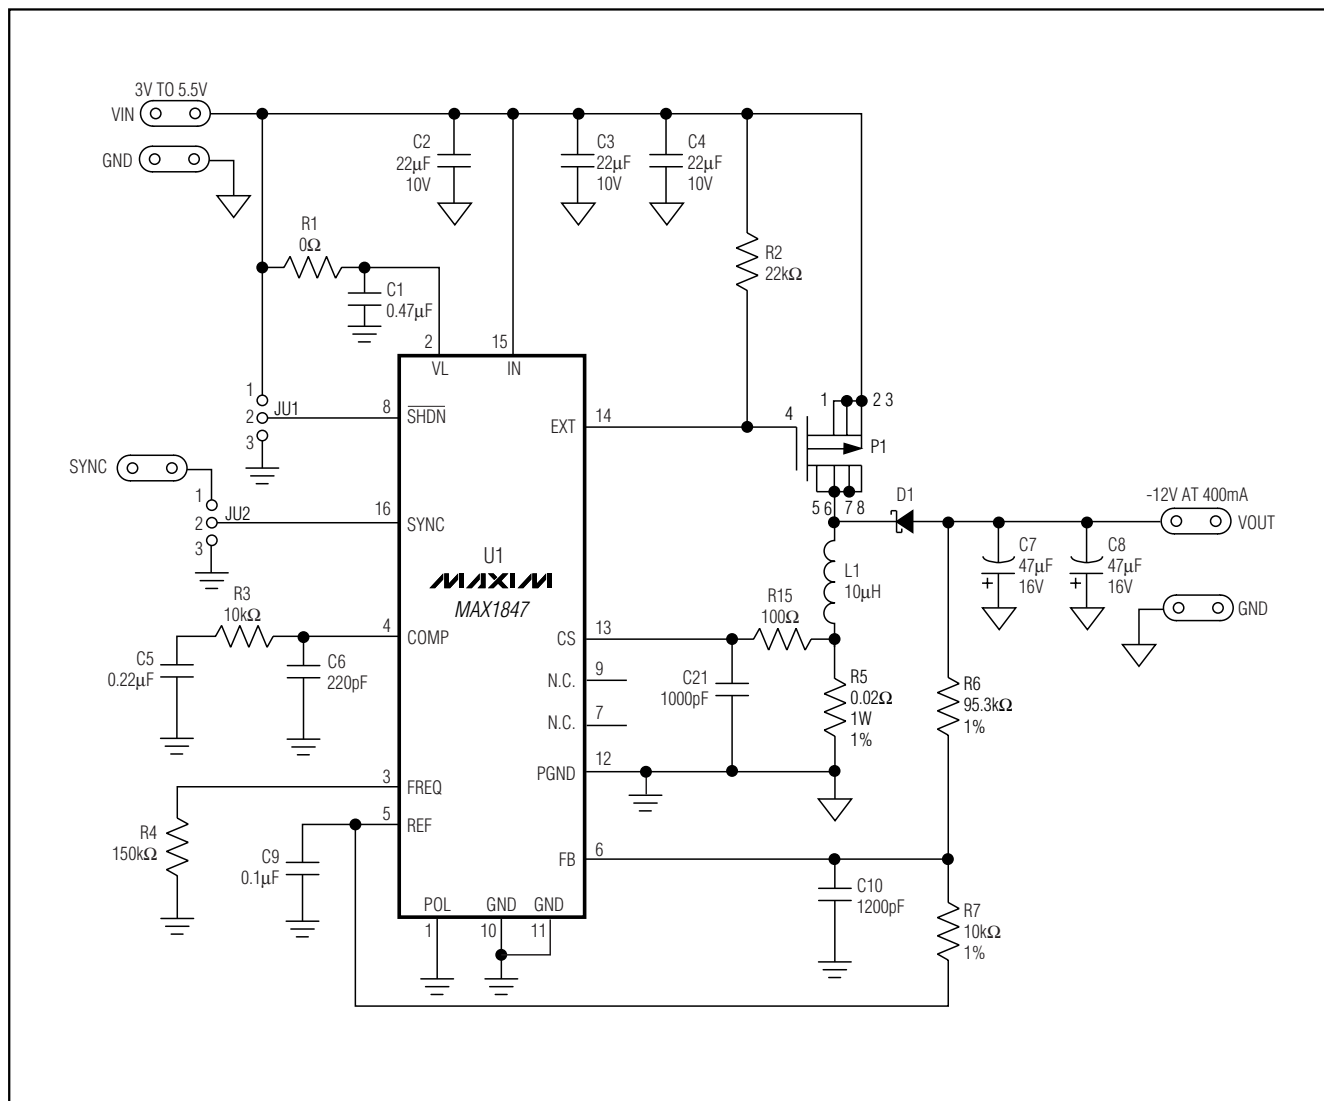 3V TO 5.5V
VIN
GND
C2
22µF
10V
C3
22µF
10V
C4
22µF
10V
R1
0Ω
R2
22kΩ
C1
0.47µF
2
15
VL
IN
1
2
3
JU1
8
SHDN
EXT
14
4
1
2 3
P1
5 6 7 8
SYNC
1
2
3
JU2
16
SYNC
D1
-12V AT 400mA
VOUT
C7
47µF
16V
+
C8
47µF
16V
+
GND
U1
MAXIM
MAX1847
L1
10µH
R3
10kΩ
4
COMP
C5
0.22µF
C6
220pF
CS
13
R15
100Ω
N.C.
9
C21
1000pF
R5
0.02Ω
1W
1%
R6
95.3kΩ
1%
N.C.
7
PGND
12
3
FREQ
5
REF
R4
150kΩ
C9
0.1µF
FB
6
C10
1200pF
R7
10kΩ
1%
POL
GND
GND
1
10
11